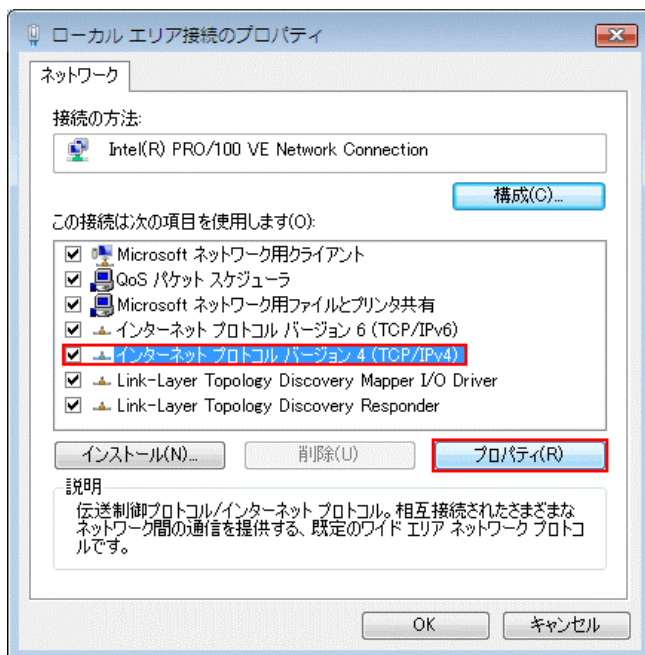 ローカル エリア接続のプロパティ
ネットワーク
接続の方法:
Intel(R) PRO/100 VE Network Connection
構成(C)...
この接続は次の項目を使用します(O):
Microsoft ネットワーク用クライアント
QoS パケット スケジューラ
Microsoft ネットワーク用ファイルとプリンタ共有
インターネット プロトコル バージョン 6 (TCP/IPv6)
インターネット プロトコル バージョン 4 (TCP/IPv4)
Link-Layer Topology Discovery Mapper I/O Driver
Link-Layer Topology Discovery Responder
インストール(N)...
削除(U)
プロパティ(R)
説明
伝送制御プロトコル/インターネット プロトコル。相互接続されたさまざまな
ネットワーク間の通信を提供する、既定のワイド エリア ネットワーク プロトコ
ルです。
OK
キャンセル